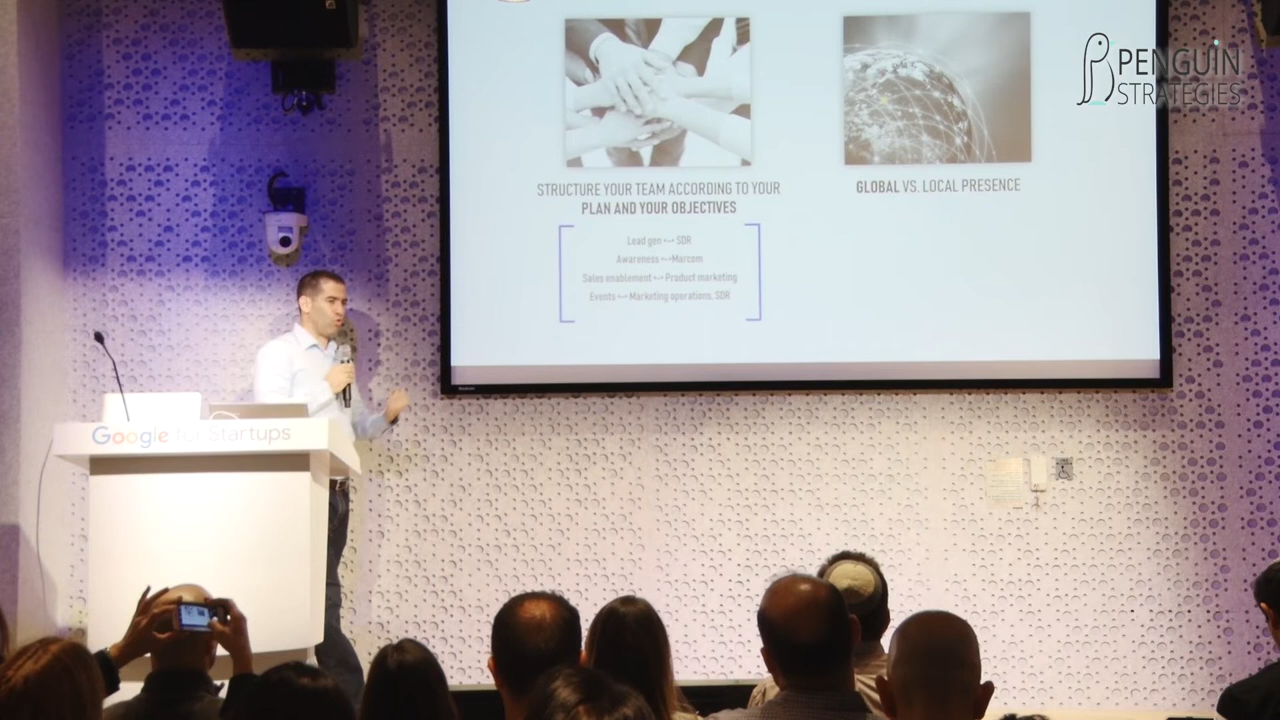 PENGUIN
STRATEGIES
STRUCTURE YOUR TEAM ACCORDING TO YOUR
PLAN AND YOUR OBJECTIVES
Lead gen <--> SDR
Awareness <-->Marcom
Sales enablement <--> Product marketing
Events <--> Marketing operations, SDR
GLOBAL VS. LOCAL PRESENCE
Google for Startups